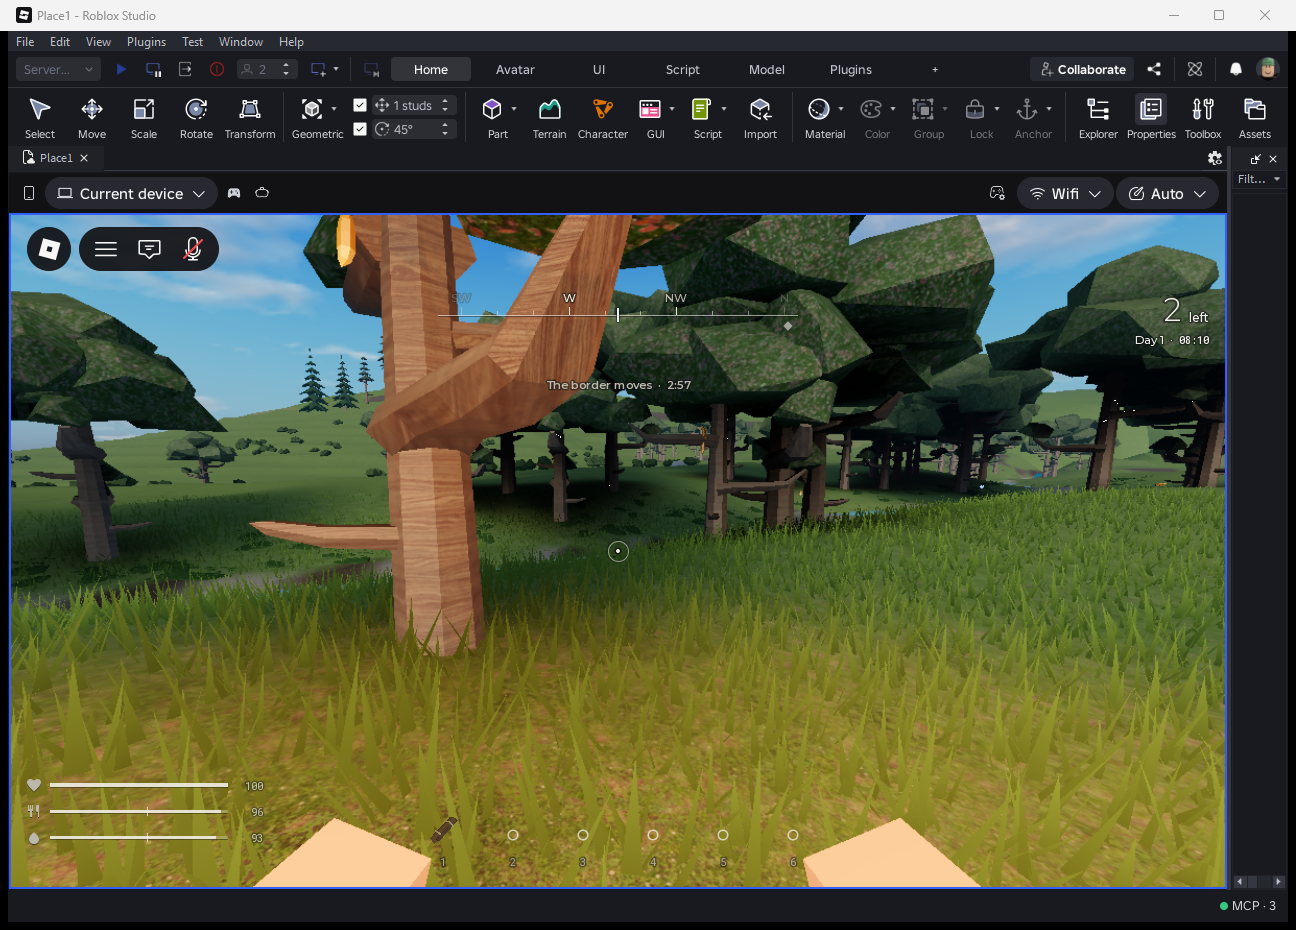 Place1 - Roblox Studio
File Edit View Plugins Test Window Help
Server... 2 Home Avatar UI Script Model Plugins + Collaborate
1 studs
45°
Select Move Scale Rotate Transform Geometric Part Terrain Character GUI Script Import Material Color Group Lock Anchor Explorer Properties Toolbox Assets
Place1
Filt...
Current device Wifi Auto
SW W NW N
2 left
Day 1 · 08:10
The border moves · 2:57
100
96
93
1 2 3 4 5 6
MCP · 3